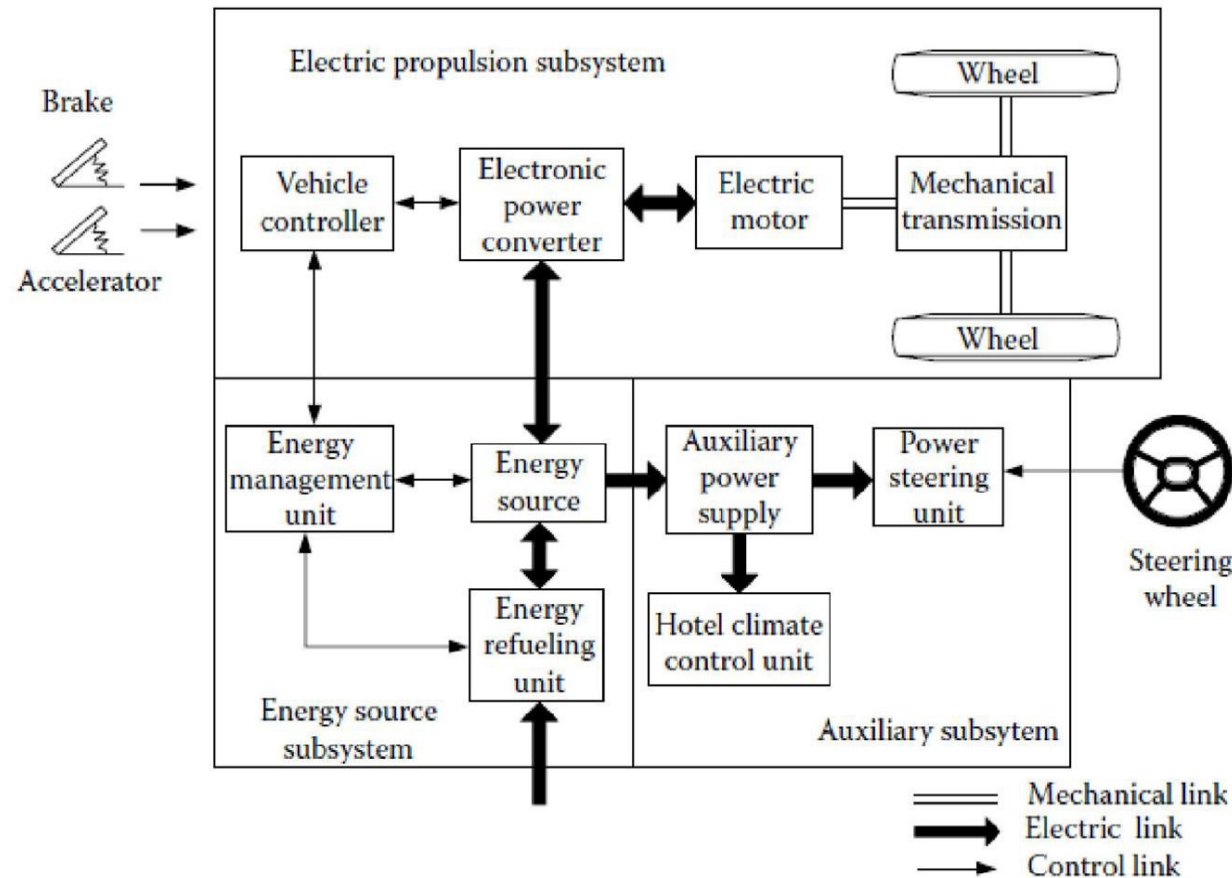 Electric propulsion subsystem
Wheel
Brake
Vehicle
controller
Electronic
power
converter
Electric
motor
Mechanical
transmission
Accelerator
Wheel
Energy
management
unit
Energy
source
Auxiliary
power
supply
Power
steering
unit
Steering
wheel
Energy
refueling
unit
Hotel climate
control unit
Energy source
subsystem
Auxiliary subsytem
Mechanical link
Electric link
Control link